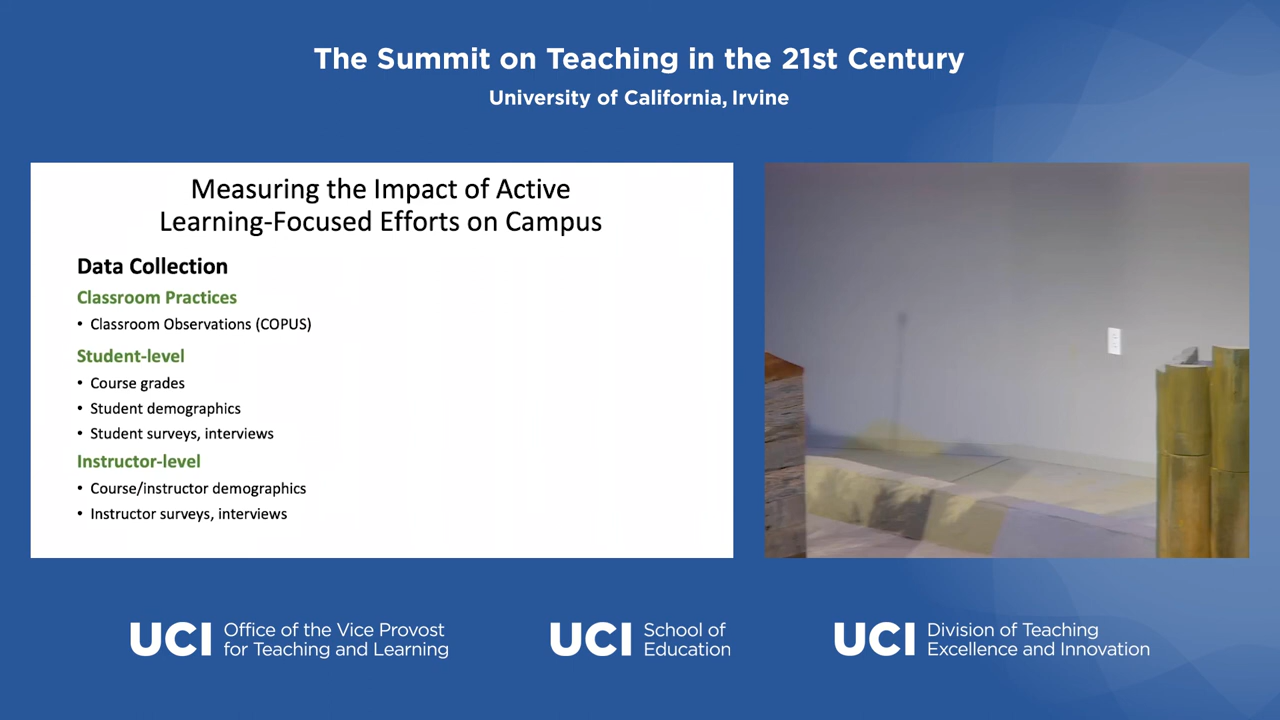 The Summit on Teaching in the 21st Century
University of California, Irvine
Measuring the Impact of Active
Learning-Focused Efforts on Campus
Data Collection
Classroom Practices
• Classroom Observations (COPUS)
Student-level
• Course grades
• Student demographics
• Student surveys, interviews
Instructor-level
• Course/instructor demographics
• Instructor surveys, interviews
UCI Office of the Vice Provost
for Teaching and Learning
UCI School of
Education
UCI Division of Teaching
Excellence and Innovation